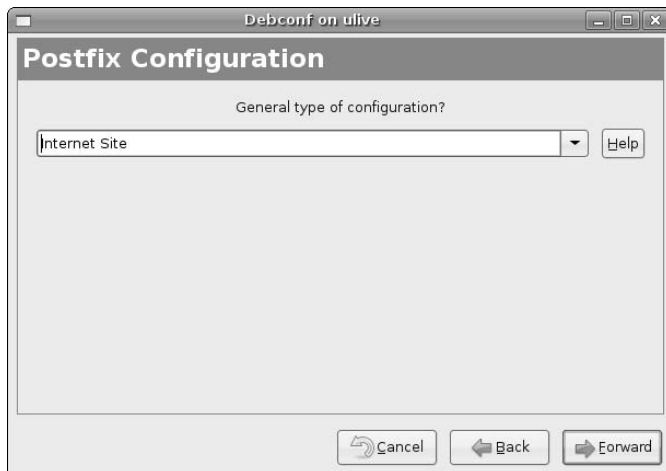 Debconf on ulive
Postfix Configuration
General type of configuration?
Internet Site
Help
Cancel
Back
Forward